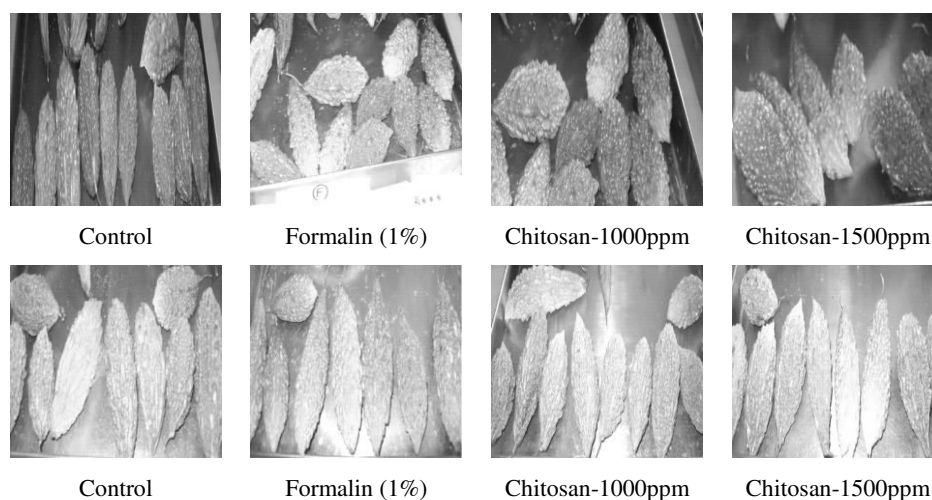 F
Control
Formalin (1%)
Chitosan-1000ppm
Chitosan-1500ppm
Control
Formalin (1%)
Chitosan-1000ppm
Chitosan-1500ppm